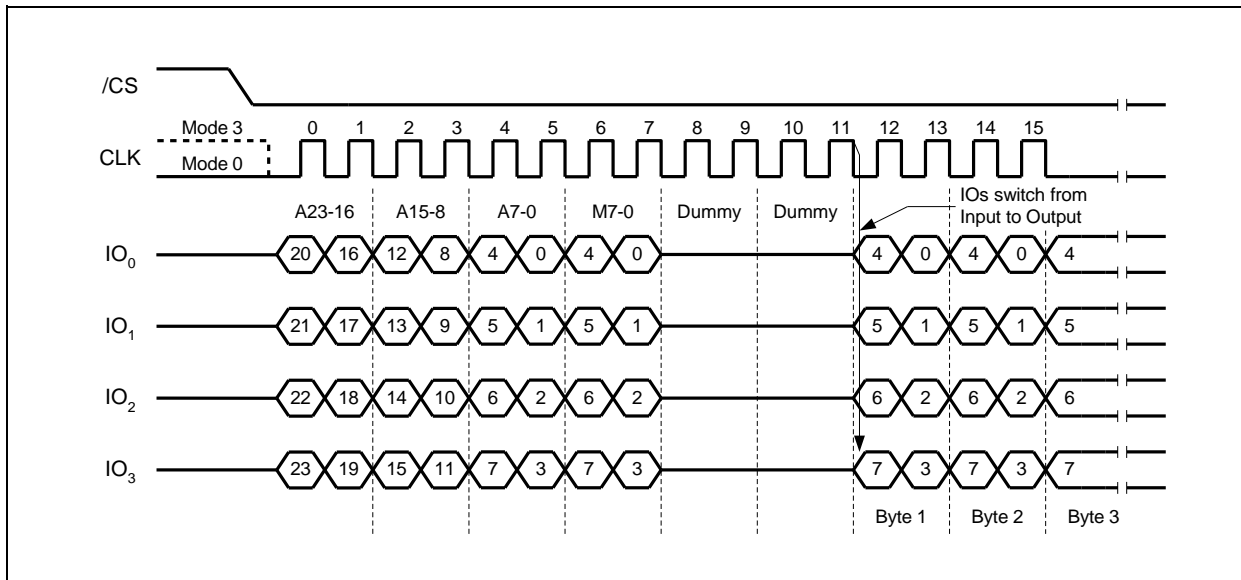 /CS
Mode 3 0 1 2 3 4 5 6 7 8 9 10 11 12 13 14 15
CLK
Mode 0
A23-16 A15-8 A7-0 M7-0 Dummy Dummy
IOs switch from
Input to Output
IO0 20 16 12 8 4 0 4 0 4 0 4 0 4
IO1 21 17 13 9 5 1 5 1 5 1 5 1 5
IO2 22 18 14 10 6 2 6 2 6 2 6 2 6
IO3 23 19 15 11 7 3 7 3 7 3 7 3 7
Byte 1 Byte 2 Byte 3